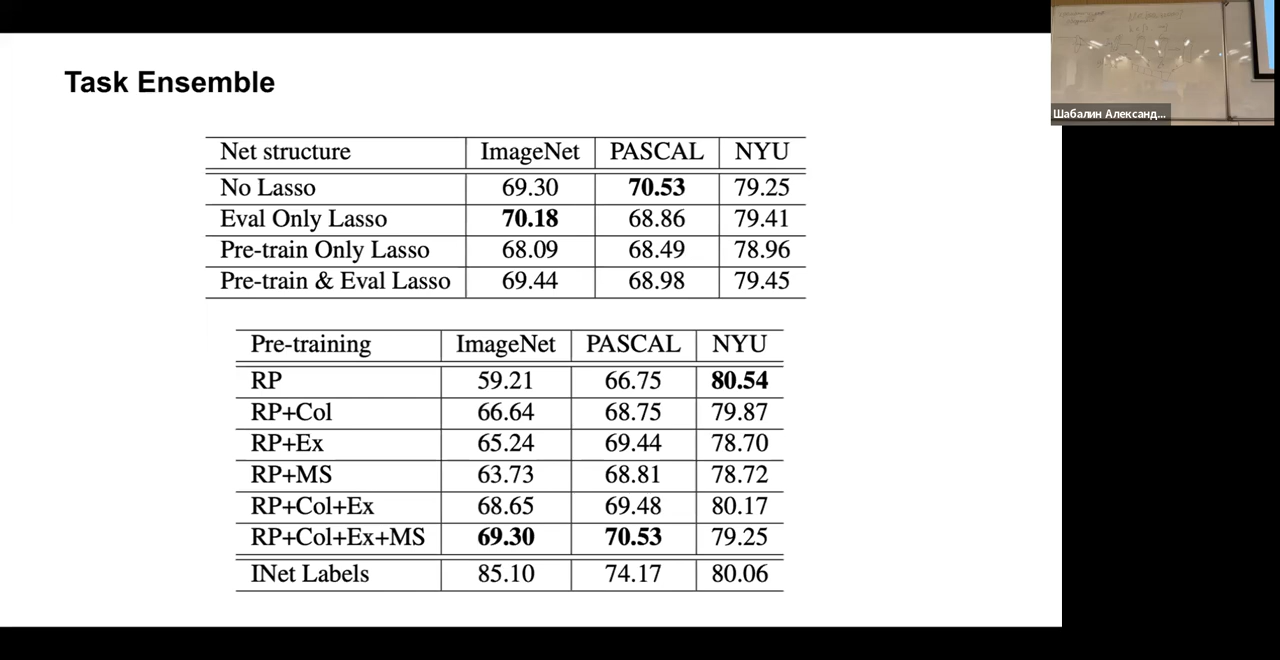 Task Ensemble
Шабалин Александ...
Net structure ImageNet PASCAL NYU
No Lasso 69.30 70.53 79.25
Eval Only Lasso 70.18 68.86 79.41
Pre-train Only Lasso 68.09 68.49 78.96
Pre-train & Eval Lasso 69.44 68.98 79.45
Pre-training ImageNet PASCAL NYU
RP 59.21 66.75 80.54
RP+Col 66.64 68.75 79.87
RP+Ex 65.24 69.44 78.70
RP+MS 63.73 68.81 78.72
RP+Col+Ex 68.65 69.48 80.17
RP+Col+Ex+MS 69.30 70.53 79.25
INet Labels 85.10 74.17 80.06